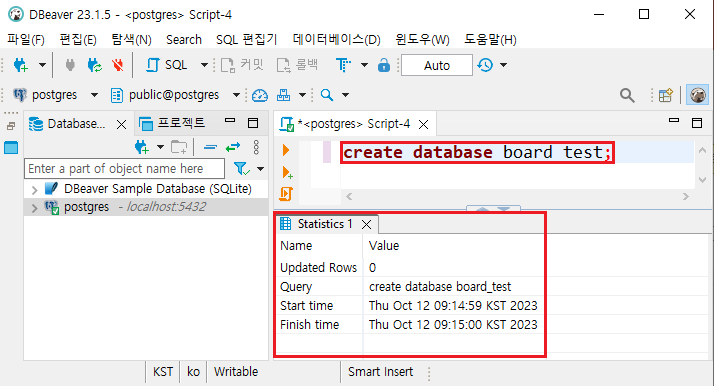 DBeaver 23.1.5 - <postgres> Script-4
파일(F) 편집(E) 탐색(N) Search SQL 편집기 데이터베이스(D) 윈도우(W) 도움말(H)
SQL 커밋 롤백 Auto
postgres public@postgres
Database... 프로젝트
*<postgres> Script-4
create database board test;
Enter a part of object name here
DBeaver Sample Database (SQLite)
postgres - localhost:5432
Statistics 1
Name Value
Updated Rows 0
Query create database board_test
Start time Thu Oct 12 09:14:59 KST 2023
Finish time Thu Oct 12 09:15:00 KST 2023
KST ko Writable Smart Insert